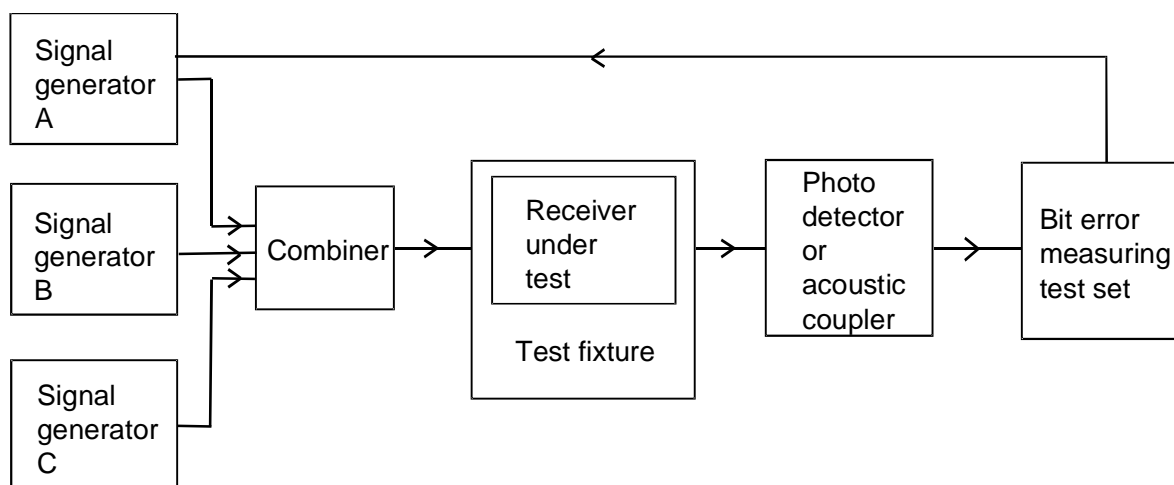 Signal
generator
A
Signal
generator
B
Signal
generator
C
Combiner
Receiver
under
test
Test fixture
Photo
detector
or
acoustic
coupler
Bit error
measuring
test set